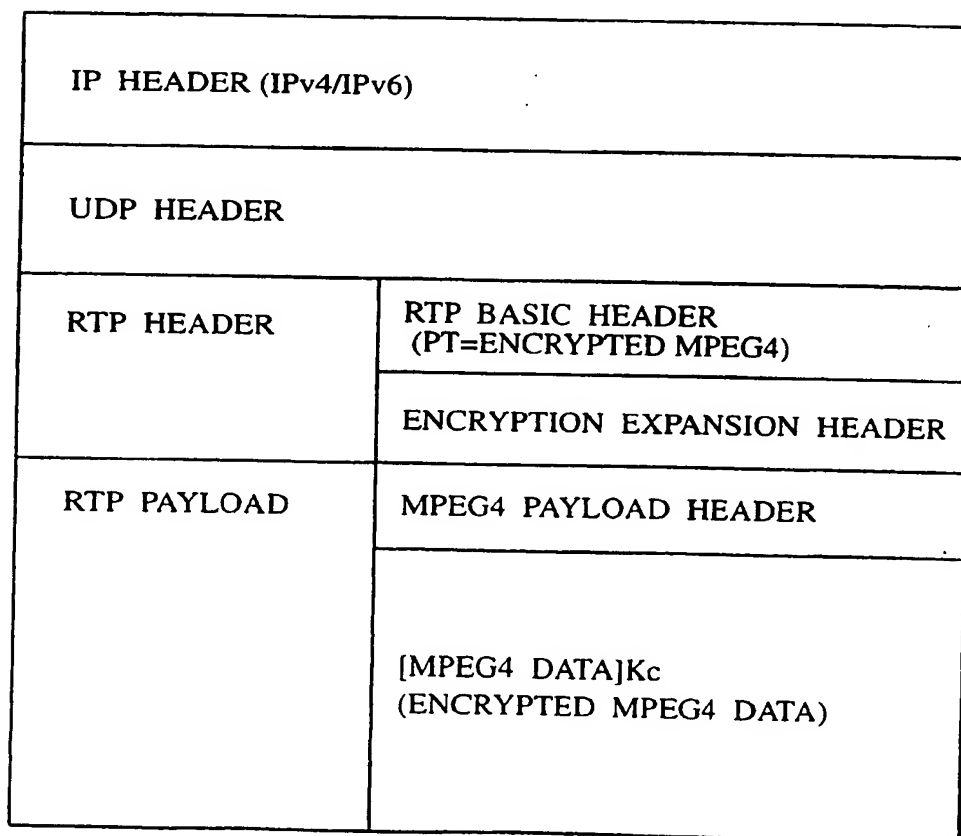 IP HEADER (IPv4/IPv6)
UDP HEADER
RTP HEADER
RTP BASIC HEADER
(PT=ENCRYPTED MPEG4)
ENCRYPTION EXPANSION HEADER
RTP PAYLOAD
MPEG4 PAYLOAD HEADER
[MPEG4 DATA]Kc
(ENCRYPTED MPEG4 DATA)